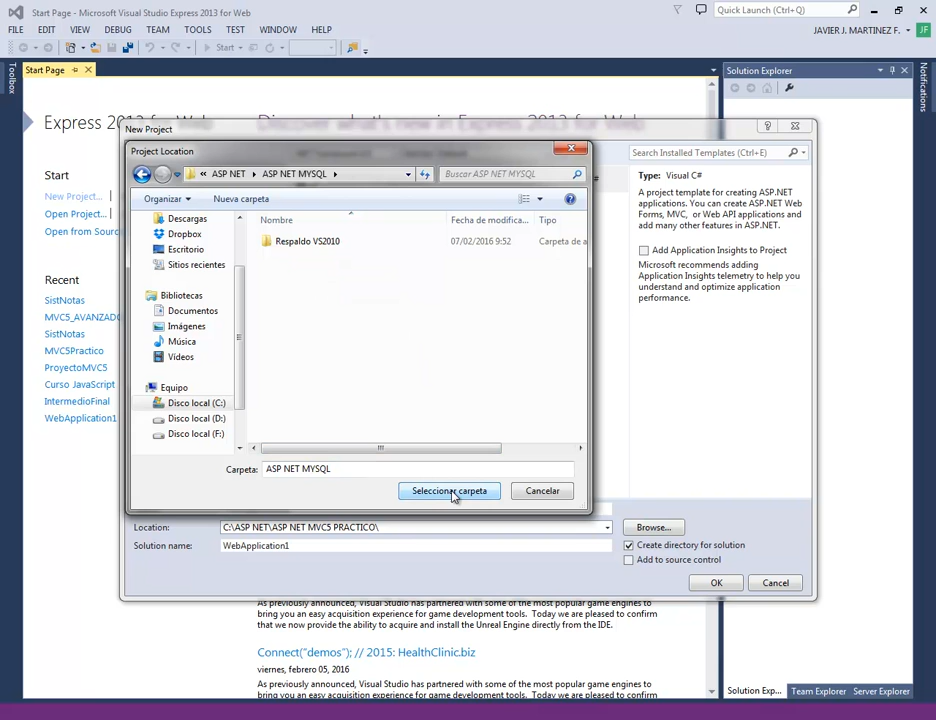 Start Page - Microsoft Visual Studio Express 2013 for Web
Quick Launch (Ctrl+Q)
FILE EDIT VIEW DEBUG TEAM TOOLS TEST WINDOW HELP
JAVIER J. MARTINEZ F. JF
Start
Toolbox
Start Page
Solution Explorer
Notifications
Express 2013 for Web
Discover what's new in Express 2013 for Web
New Project
Search Installed Templates (Ctrl+E)
Project Location
ASP NET ASP NET MYSQL
Buscar ASP NET MYSQL
Organizar
Nueva carpeta
Nombre
Fecha de modifica...
Tipo
Respaldo VS2010
07/02/2016 9:52
Carpeta de a
Descargas
Dropbox
Escritorio
Sitios recientes
Bibliotecas
Documentos
Imágenes
Música
Vídeos
Equipo
Disco local (C:)
Disco local (D:)
Disco local (F:)
Carpeta: ASP NET MYSQL
Seleccionar carpeta
Cancelar
Type: Visual C#
A project template for creating ASP.NET
applications. You can create ASP.NET Web
Forms, MVC, or Web API applications and
add many other features in ASP.NET.
Add Application Insights to Project
Microsoft recommends adding
Application Insights telemetry to help you
understand and optimize application
performance.
Start
New Project...
Open Project...
Open from Sour
Recent
SistNotas
MVC5_AVANZADO
SistNotas
MVC5Practico
ProyectoMVC5
Curso JavaScript
IntermedioFinal
WebApplication1
Location: C:\ASP NET\ASP NET MVC5 PRACTICO\
Browse...
Solution name: WebApplication1
Create directory for solution
Add to source control
OK
Cancel
As previously announced, Visual Studio has partnered with some of the most popular game engines to
bring you an easy acquisition experience for game development tools. Today we are pleased to confirm
that we now provide the ability to acquire and install the Unreal Engine directly from the IDE.
Connect("demos"); // 2015: HealthClinic.biz
viernes, febrero 05, 2016
As previously announced, Visual Studio has partnered with some of the most popular game engines to
bring you an easy acquisition experience for game development tools. Today we are pleased to confirm
Solution Exp...
Team Explorer
Server Explorer